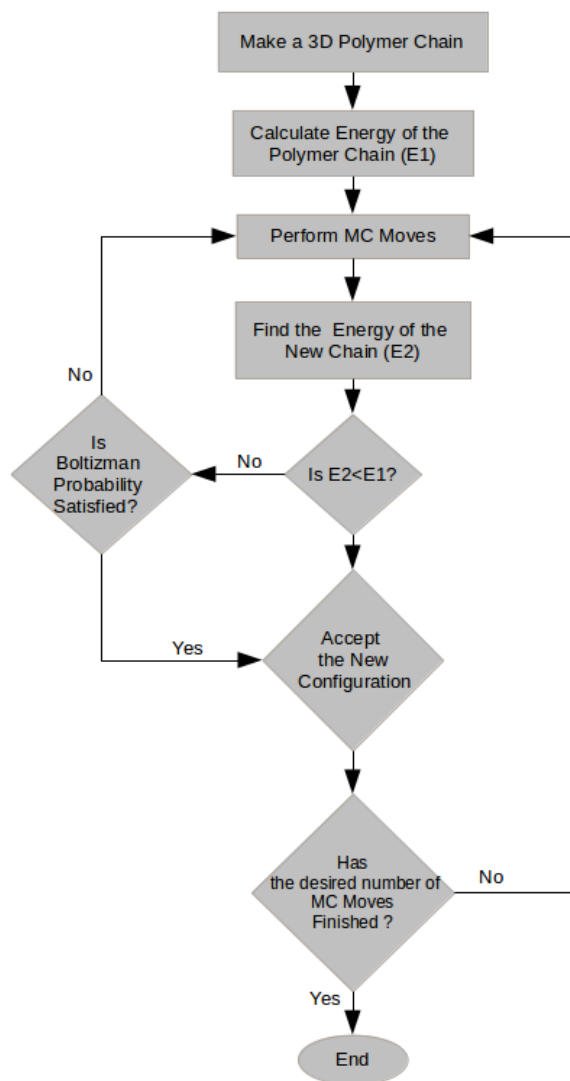 Make a 3D Polymer Chain
Calculate Energy of the
Polymer Chain (E1)
Perform MC Moves
Find the Energy of the
New Chain (E2)
No
Is
Boltizman
Probability
Satisfied?
No
Is E2<E1?
Yes
Accept
the New
Configuration
Has
the desired number of
MC Moves
Finished ?
No
Yes
End